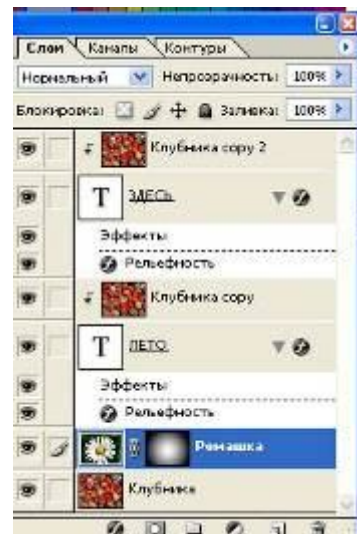 Слои Каналы Контуры
Нормальный Непрозрачность: 100%
Блокировка: Заливка: 100%
Клубника copy 2
T ЗДЕСЬ
Эффекты
Рельефность
Клубника copy
T ЛЕТО
Эффекты
Рельефность
Ромашка
Клубника